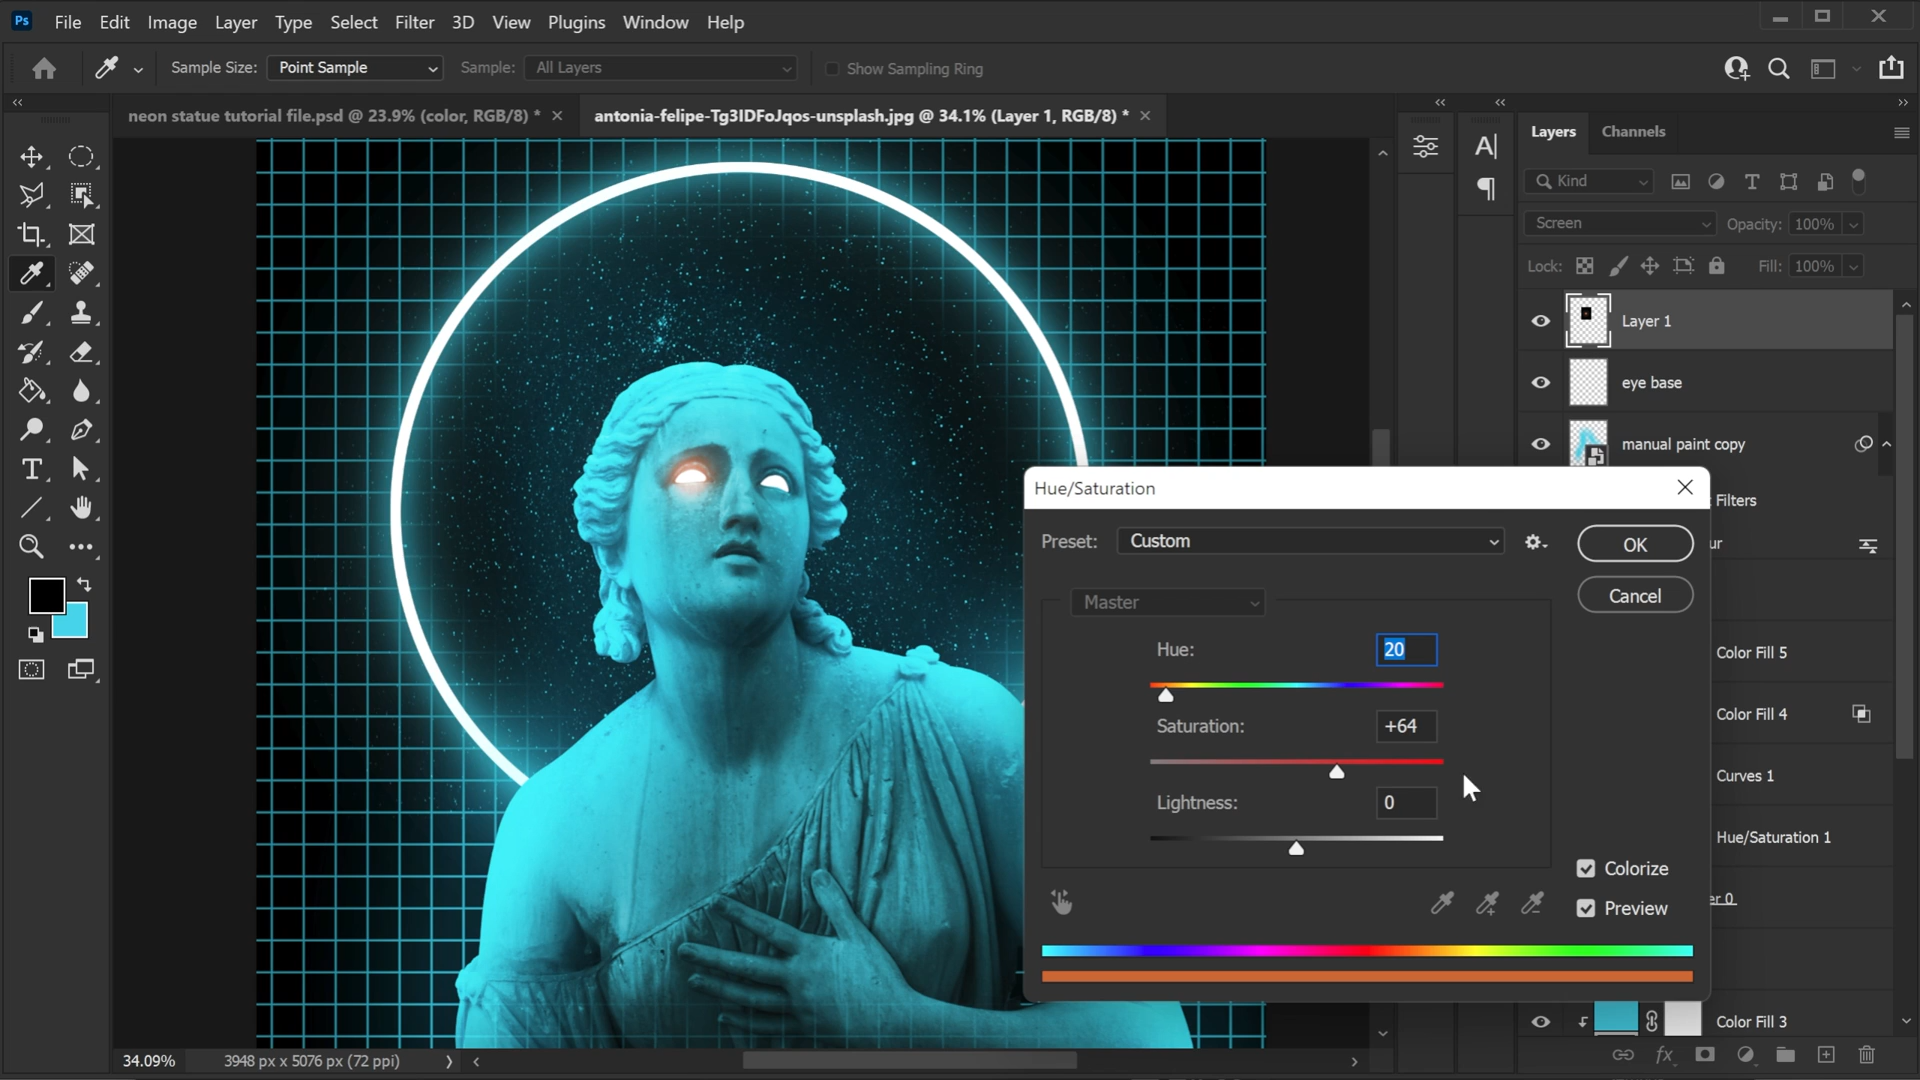 Ps File Edit Image Layer Type Select Filter 3D View Plugins Window Help
Sample Size: Point Sample Sample: All Layers Show Sampling Ring
neon statue tutorial file.psd @ 23.9% (color, RGB/8) *
antonia-felipe-Tg3IDFoJqos-unsplash.jpg @ 34.1% (Layer 1, RGB/8) *
Layers Channels
Kind
Screen Opacity: 100%
Lock: Fill: 100%
Layer 1
eye base
manual paint copy
Filters
ur
Color Fill 5
Color Fill 4
Curves 1
Hue/Saturation 1
er 0
Color Fill 3
Hue/Saturation
Preset: Custom
OK
Cancel
Master
Hue: 20
Saturation: +64
Lightness: 0
Colorize
Preview
34.09% 3948 px x 5076 px (72 ppi)